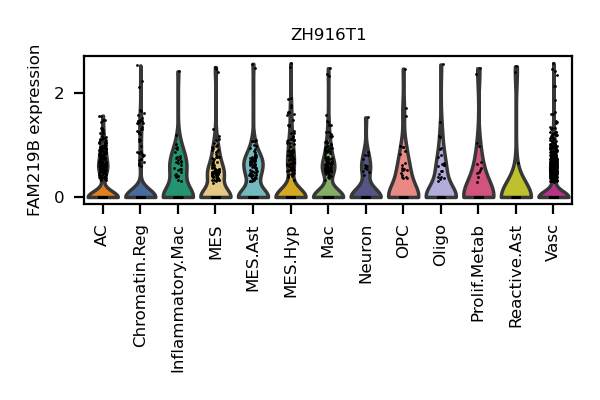 ZH916T1
FAM219B expression
2
0
AC
Chromatin.Reg
Inflammatory.Mac
MES
MES.Ast
MES.Hyp
Mac
Neuron
OPC
Oligo
Prolif.Metab
Reactive.Ast
Vasc